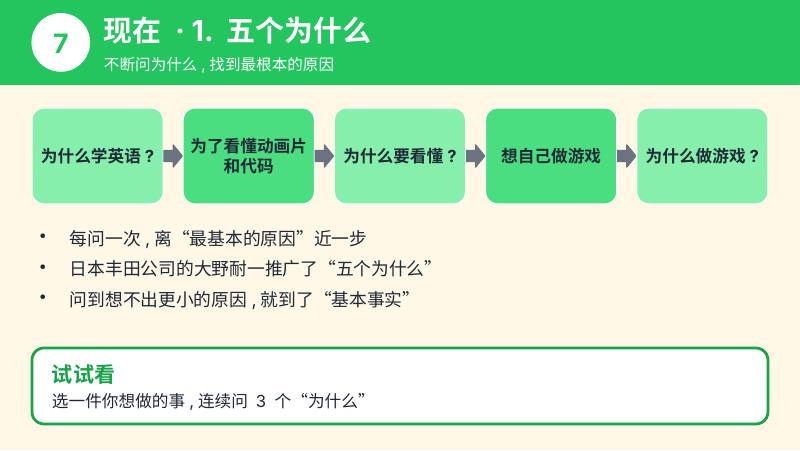 7
现在 · 1. 五个为什么
不断问为什么 , 找到最根本的原因
为什么学英语 ?
为了看懂动画片
和代码
为什么要看懂 ?
想自己做游戏
为什么做游戏 ?
• 每问一次 , 离“最基本的原因”近一步
• 日本丰田公司的大野耐一推广了“五个为什么”
• 问到想不出更小的原因 , 就到了“基本事实”
试试看
选一件你想做的事 , 连续问 3 个“为什么”